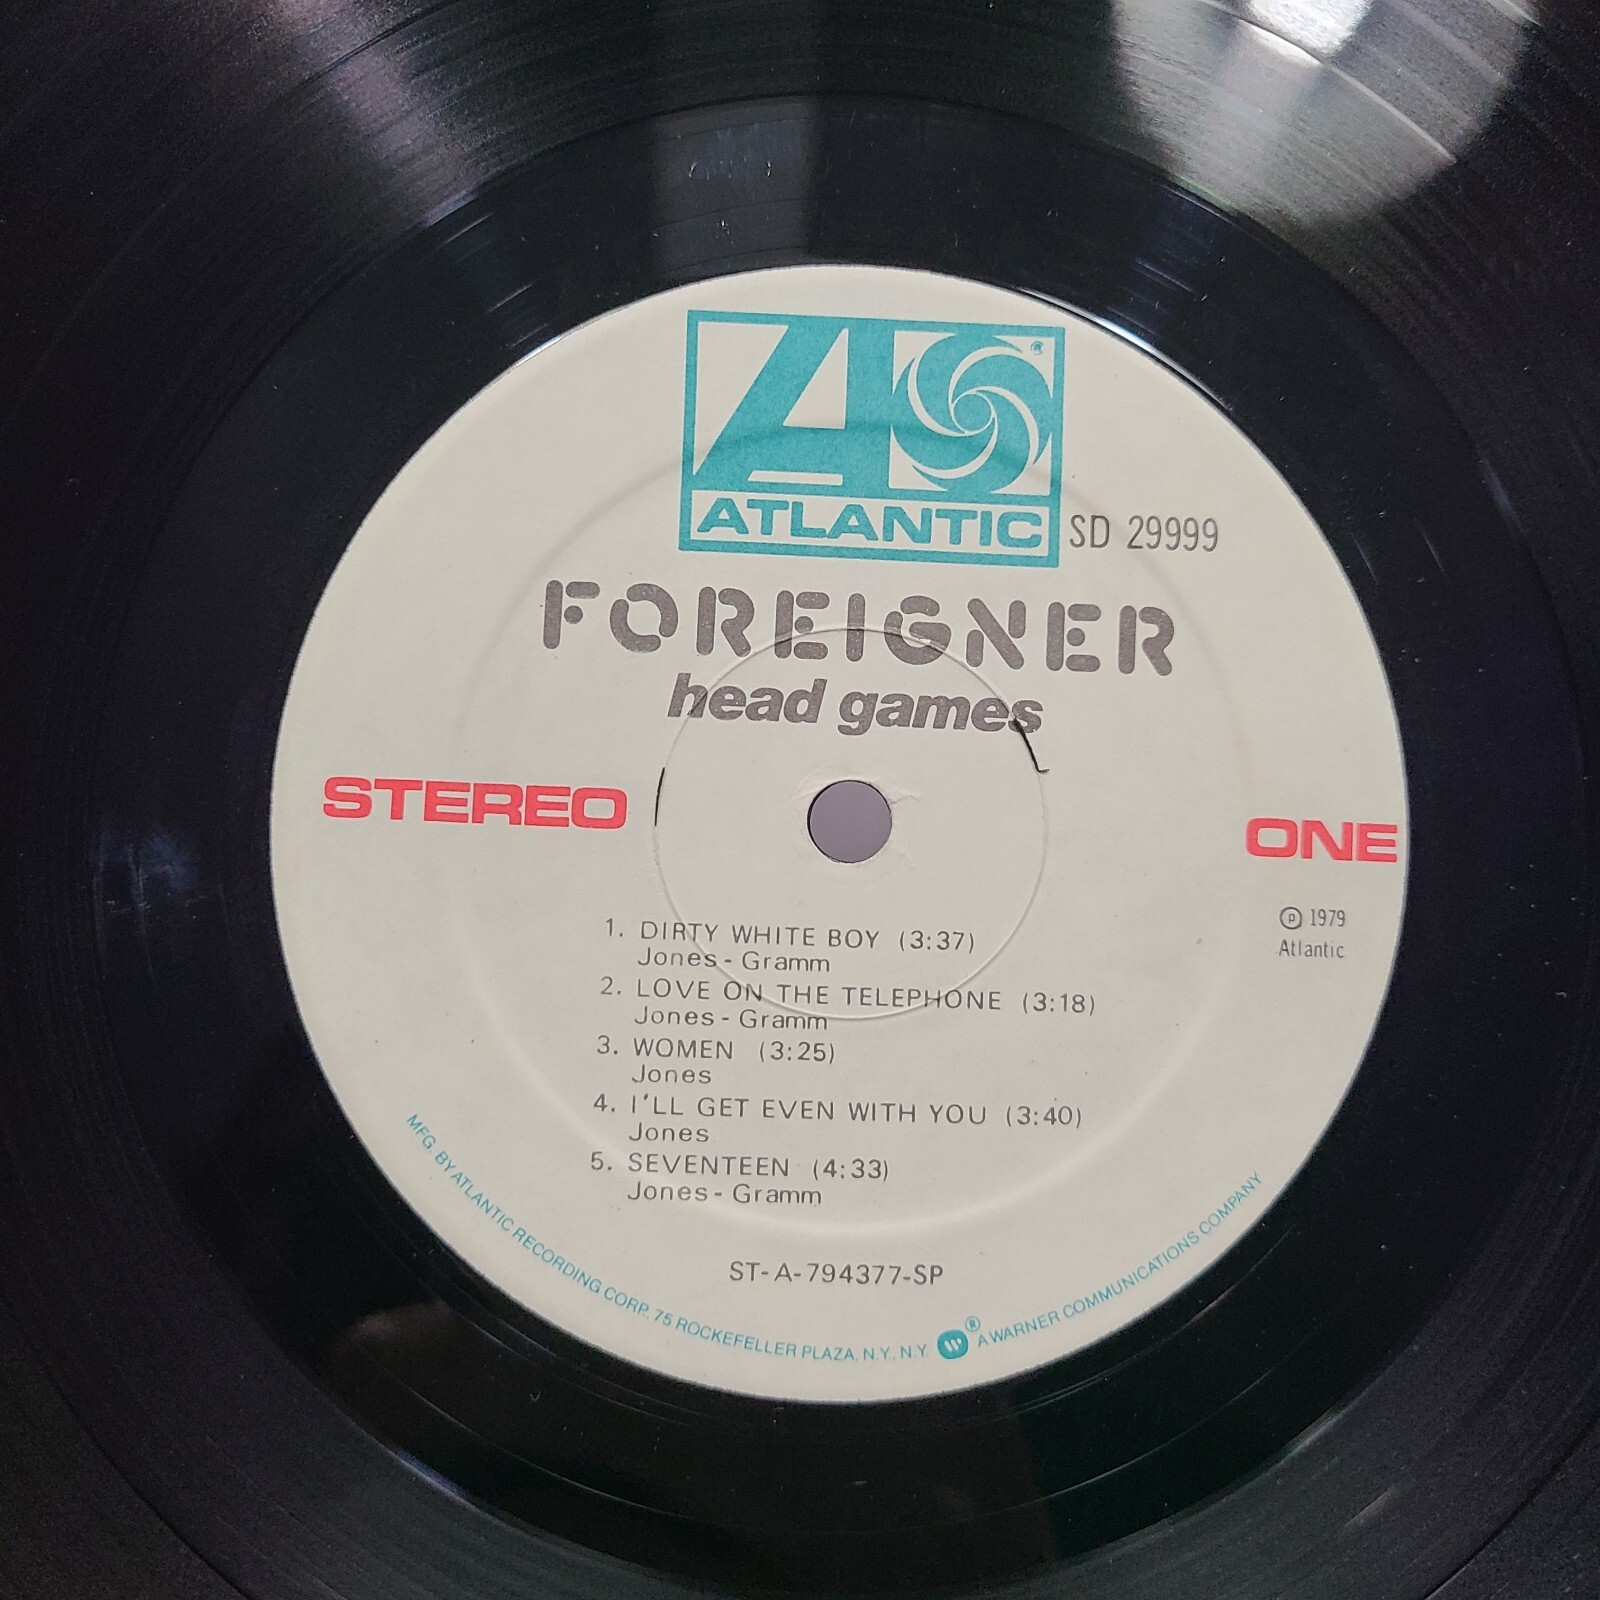 ATLANTIC
SD 29999
FOREIGNER
head games
STEREO
ONE
℗ 1979
Atlantic
1. DIRTY WHITE BOY (3:37)
Jones - Gramm
2. LOVE ON THE TELEPHONE (3:18)
Jones - Gramm
3. WOMEN (3:25)
Jones
4. I'LL GET EVEN WITH YOU (3:40)
Jones
5. SEVENTEEN (4:33)
Jones - Gramm
ST-A-794377-SP
MFG. BY ATLANTIC RECORDING CORP., 75 ROCKEFELLER PLAZA, N.Y., N.Y. W ® A WARNER COMMUNICATIONS COMPANY